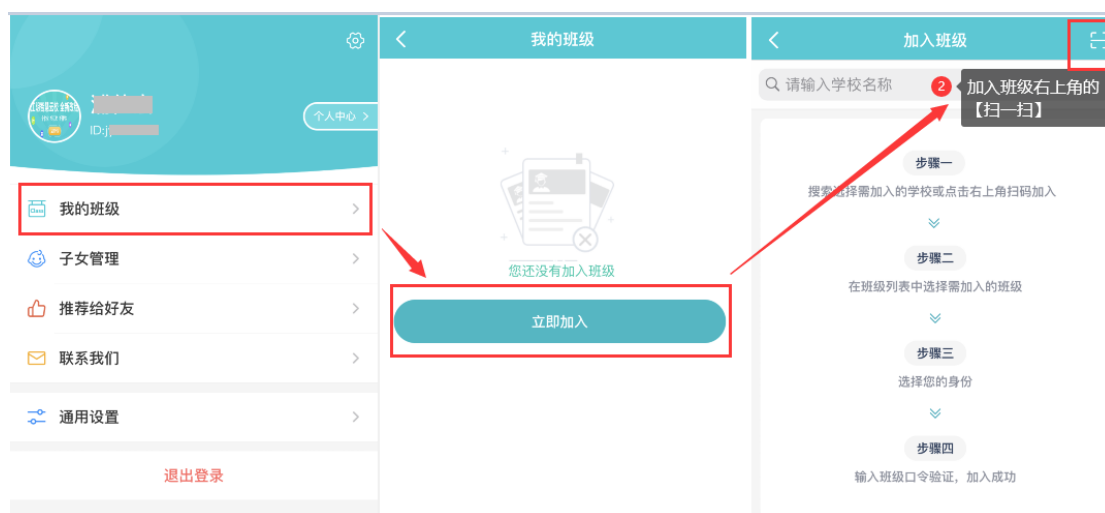 个人中心 >
ID:j
我的班级
子女管理
推荐给好友
联系我们
通用设置
退出登录
我的班级
您还没有加入班级
立即加入
加入班级
请输入学校名称
2
加入班级右上角的
【扫一扫】
步骤一
搜索选择需加入的学校或点击右上角扫码加入
步骤二
在班级列表中选择需加入的班级
步骤三
选择您的身份
步骤四
输入班级口令验证，加入成功